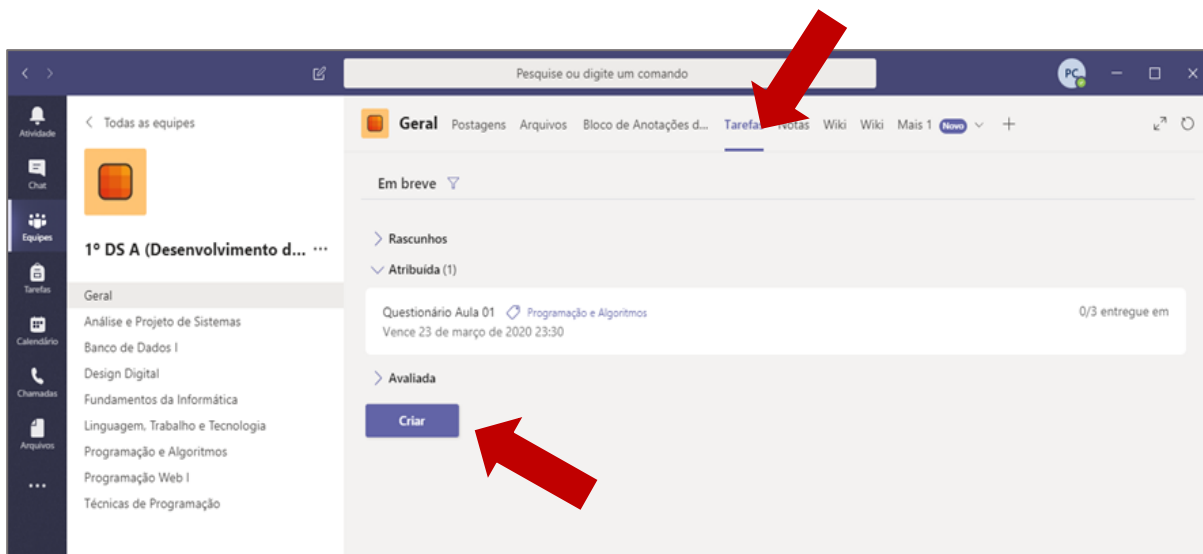 Pesquise ou digite um comando
PC
Atividade
Chat
Equipes
Tarefas
Calendário
Chamadas
Arquivos
Todas as equipes
1º DS A (Desenvolvimento d... ...
Geral
Análise e Projeto de Sistemas
Banco de Dados I
Design Digital
Fundamentos da Informática
Linguagem, Trabalho e Tecnologia
Programação e Algoritmos
Programação Web I
Técnicas de Programação
Geral Postagens Arquivos Bloco de Anotações d... Tarefas Notas Wiki Wiki Mais 1 Novo
Em breve
Rascunhos
Atribuída (1)
Questionário Aula 01 Programação e Algoritmos 0/3 entregue em
Vence 23 de março de 2020 23:30
Avaliada
Criar